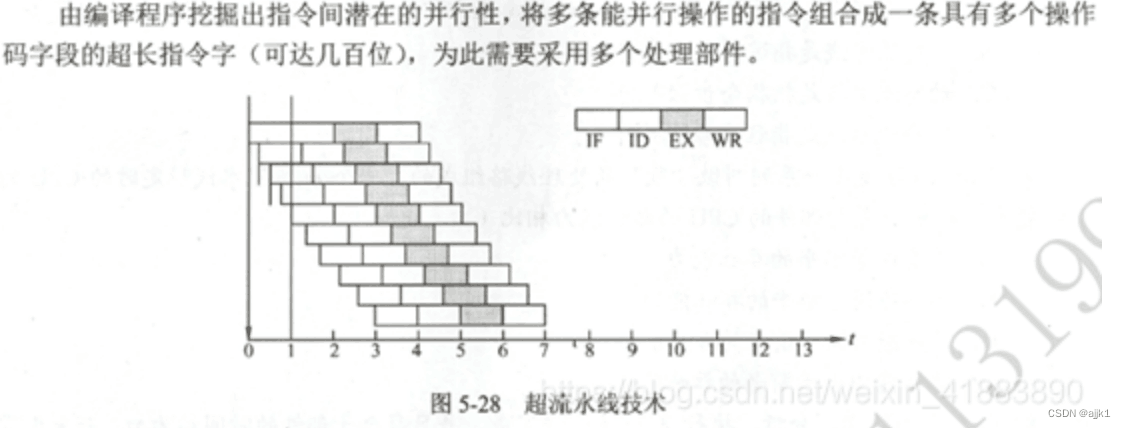 由编译程序挖掘出指令间潜在的并行性，将多条能并行操作的指令组合成一条具有多个操作
码字段的超长指令字（可达几百位），为此需要采用多个处理部件。
IF ID EX WR
0 1 2 3 4 5 6 7 8 9 10 11 12 13 t
图 5-28 超流水线技术
https://blog.csdn.net/weixin_41883890
CSDN @ajjk1